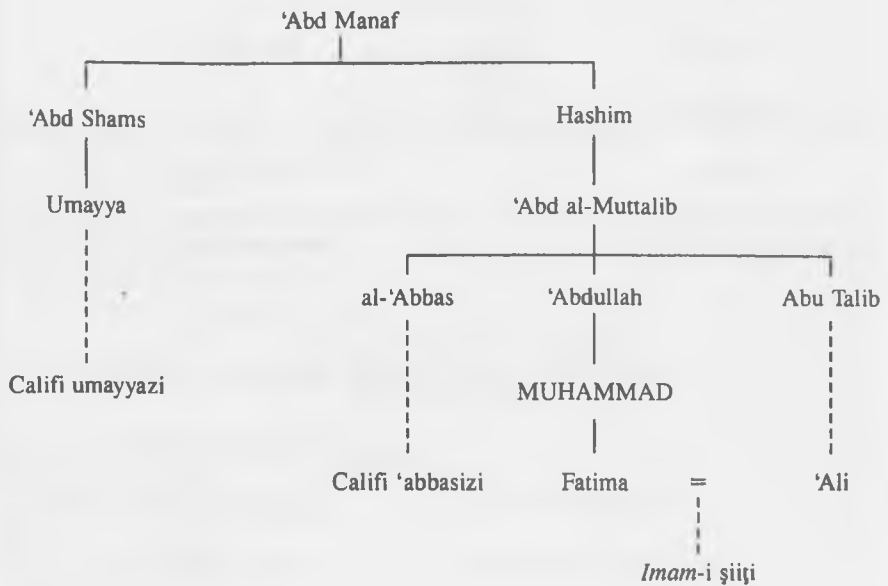 ‘Abd Manaf
‘Abd Shams Hashim
Umayya ‘Abd al-Muttalib
al-‘Abbas ‘Abdullah Abu Talib
Califi umayyazi MUHAMMAD
Califi ‘abbasizi Fatima = ‘Ali
Imam-i şiiţi